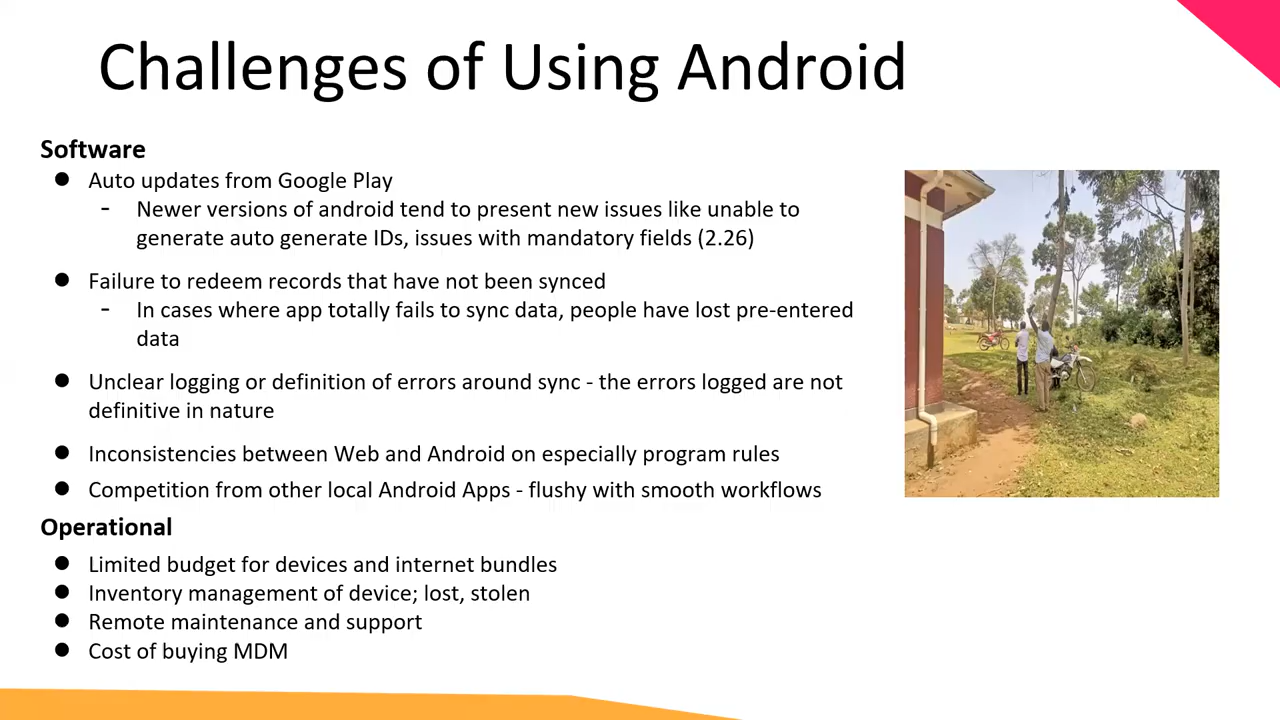 Challenges of Using Android
Software
● Auto updates from Google Play
- Newer versions of android tend to present new issues like unable to
generate auto generate IDs, issues with mandatory fields (2.26)
● Failure to redeem records that have not been synced
- In cases where app totally fails to sync data, people have lost pre-entered
data
● Unclear logging or definition of errors around sync - the errors logged are not
definitive in nature
● Inconsistencies between Web and Android on especially program rules
● Competition from other local Android Apps - flushy with smooth workflows
Operational
● Limited budget for devices and internet bundles
● Inventory management of device; lost, stolen
● Remote maintenance and support
● Cost of buying MDM